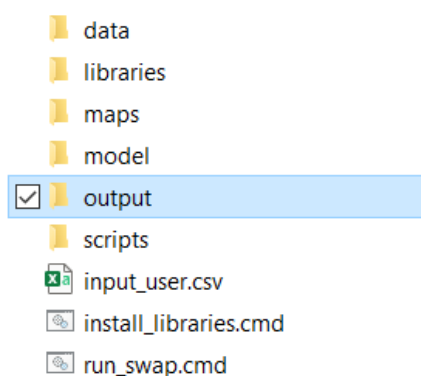 data
libraries
maps
model
output
scripts
input_user.csv
install_libraries.cmd
run_swap.cmd